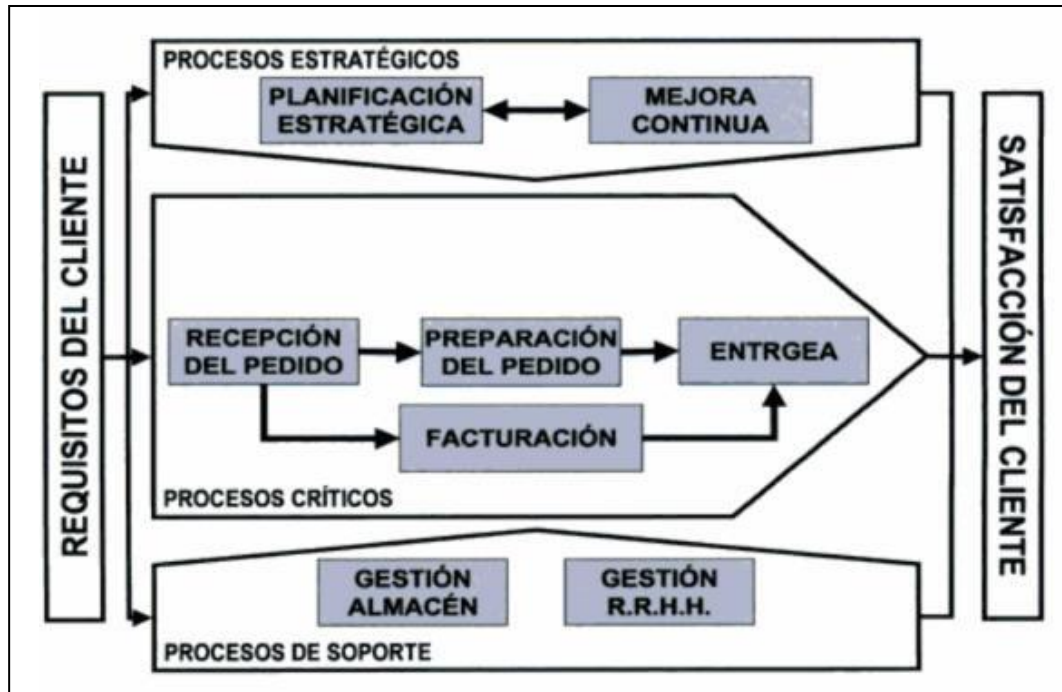 REQUISITOS DEL CLIENTE
PROCESOS ESTRATÉGICOS
PLANIFICACIÓN
ESTRATÉGICA
MEJORA
CONTINUA
RECEPCIÓN
DEL PEDIDO
PREPARACIÓN
DEL PEDIDO
ENTRGEA
FACTURACIÓN
PROCESOS CRÍTICOS
GESTIÓN
ALMACÉN
GESTIÓN
R.R.H.H.
PROCESOS DE SOPORTE
SATISFACCIÓN DEL CLIENTE